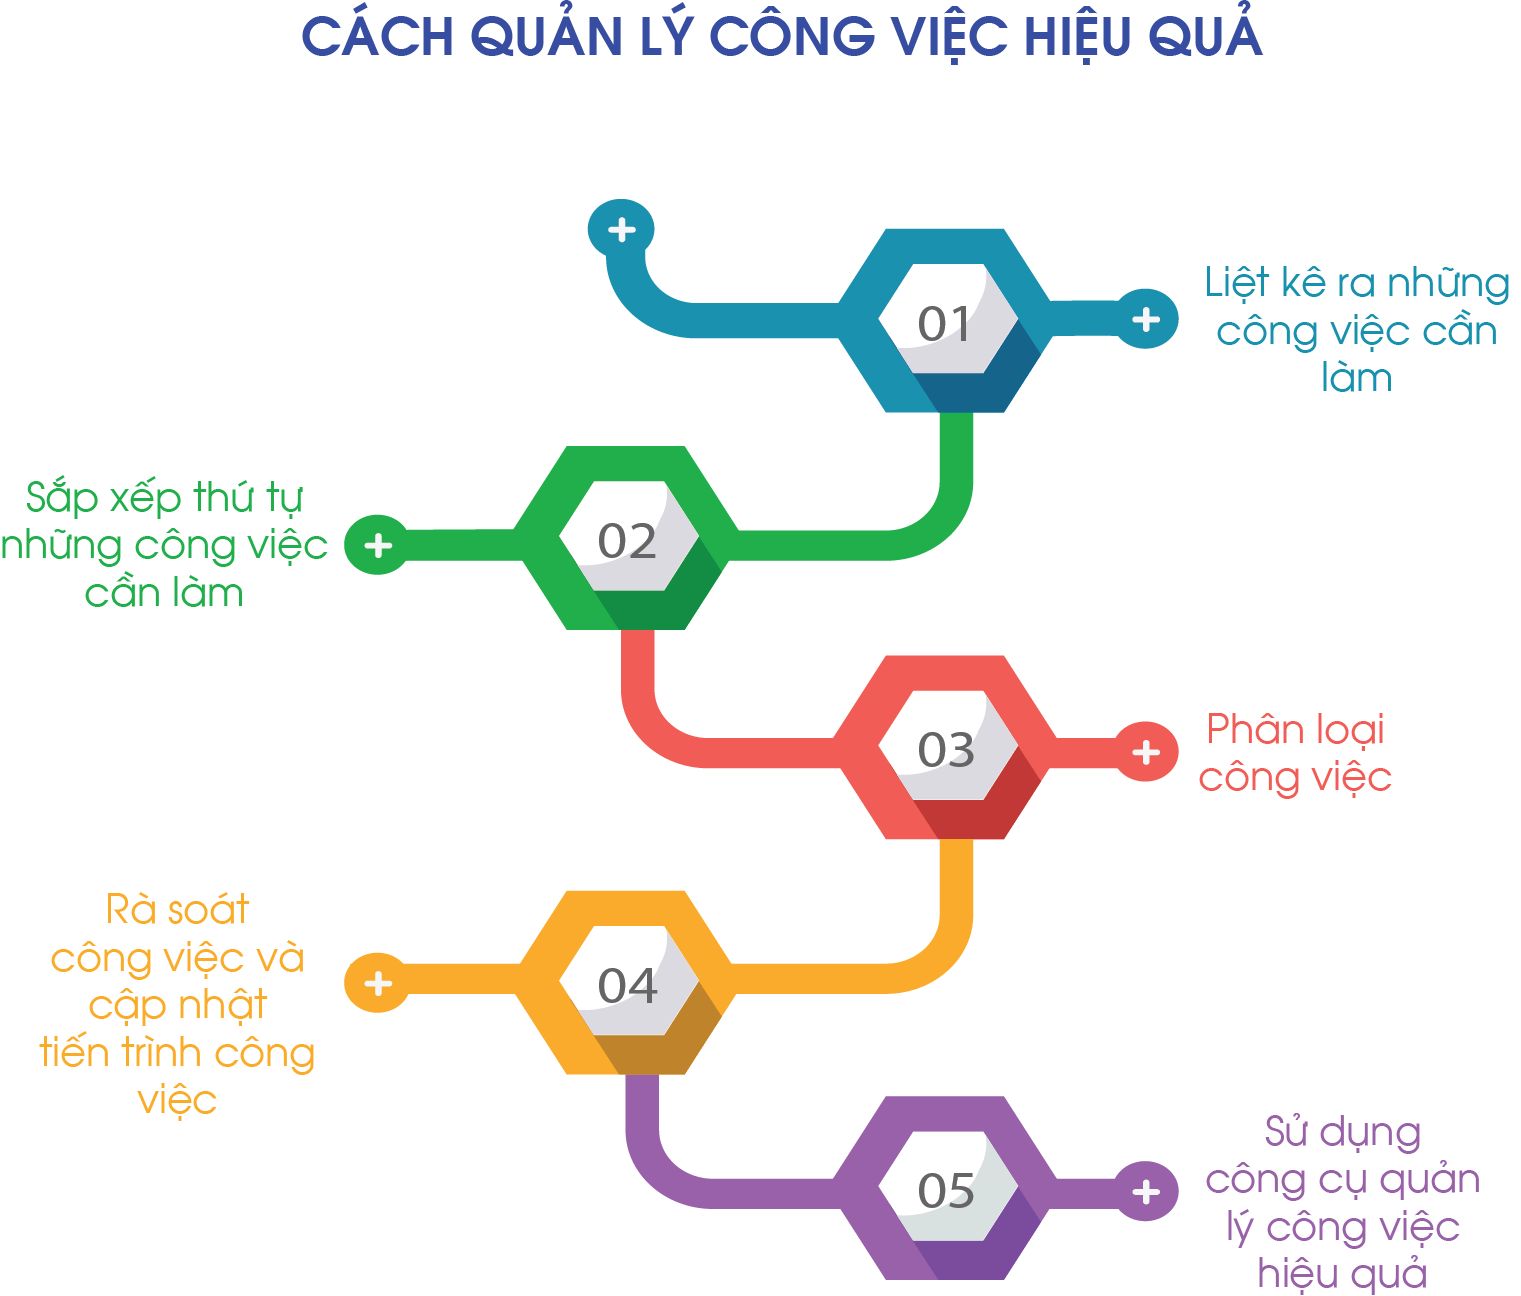 CÁCH QUẢN LÝ CÔNG VIỆC HIỆU QUẢ
01
Liệt kê ra những
công việc cần
làm
Sắp xếp thứ tự
những công việc
cần làm
02
03
Phân loại
công việc
Rà soát
công việc và
cập nhật
tiến trình công
việc
04
05
Sử dụng
công cụ quản
lý công việc
hiệu quả